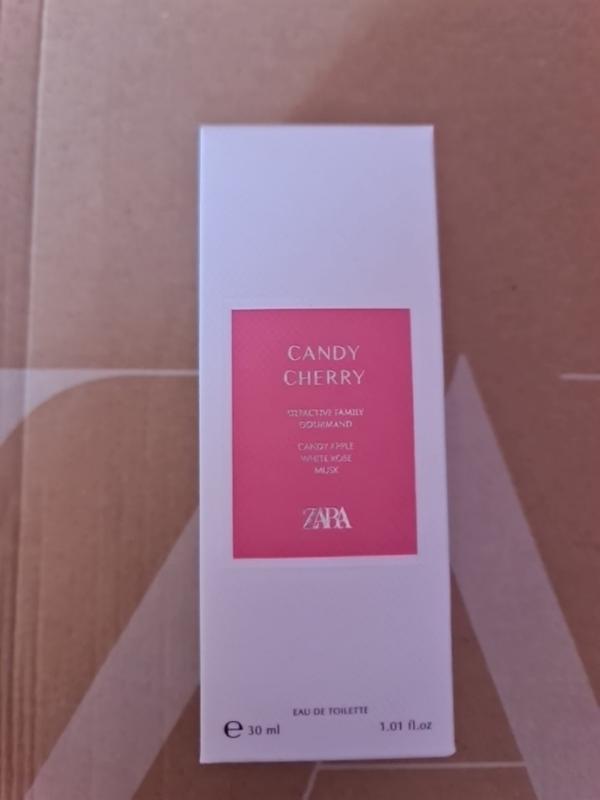 CANDY
CHERRY
OLFACTIVE FAMILY
GOURMAND
CANDY APPLE
WHITE ROSE
MUSK
ZARA
EAU DE TOILETTE
e 30 ml
1.01 fl.oz